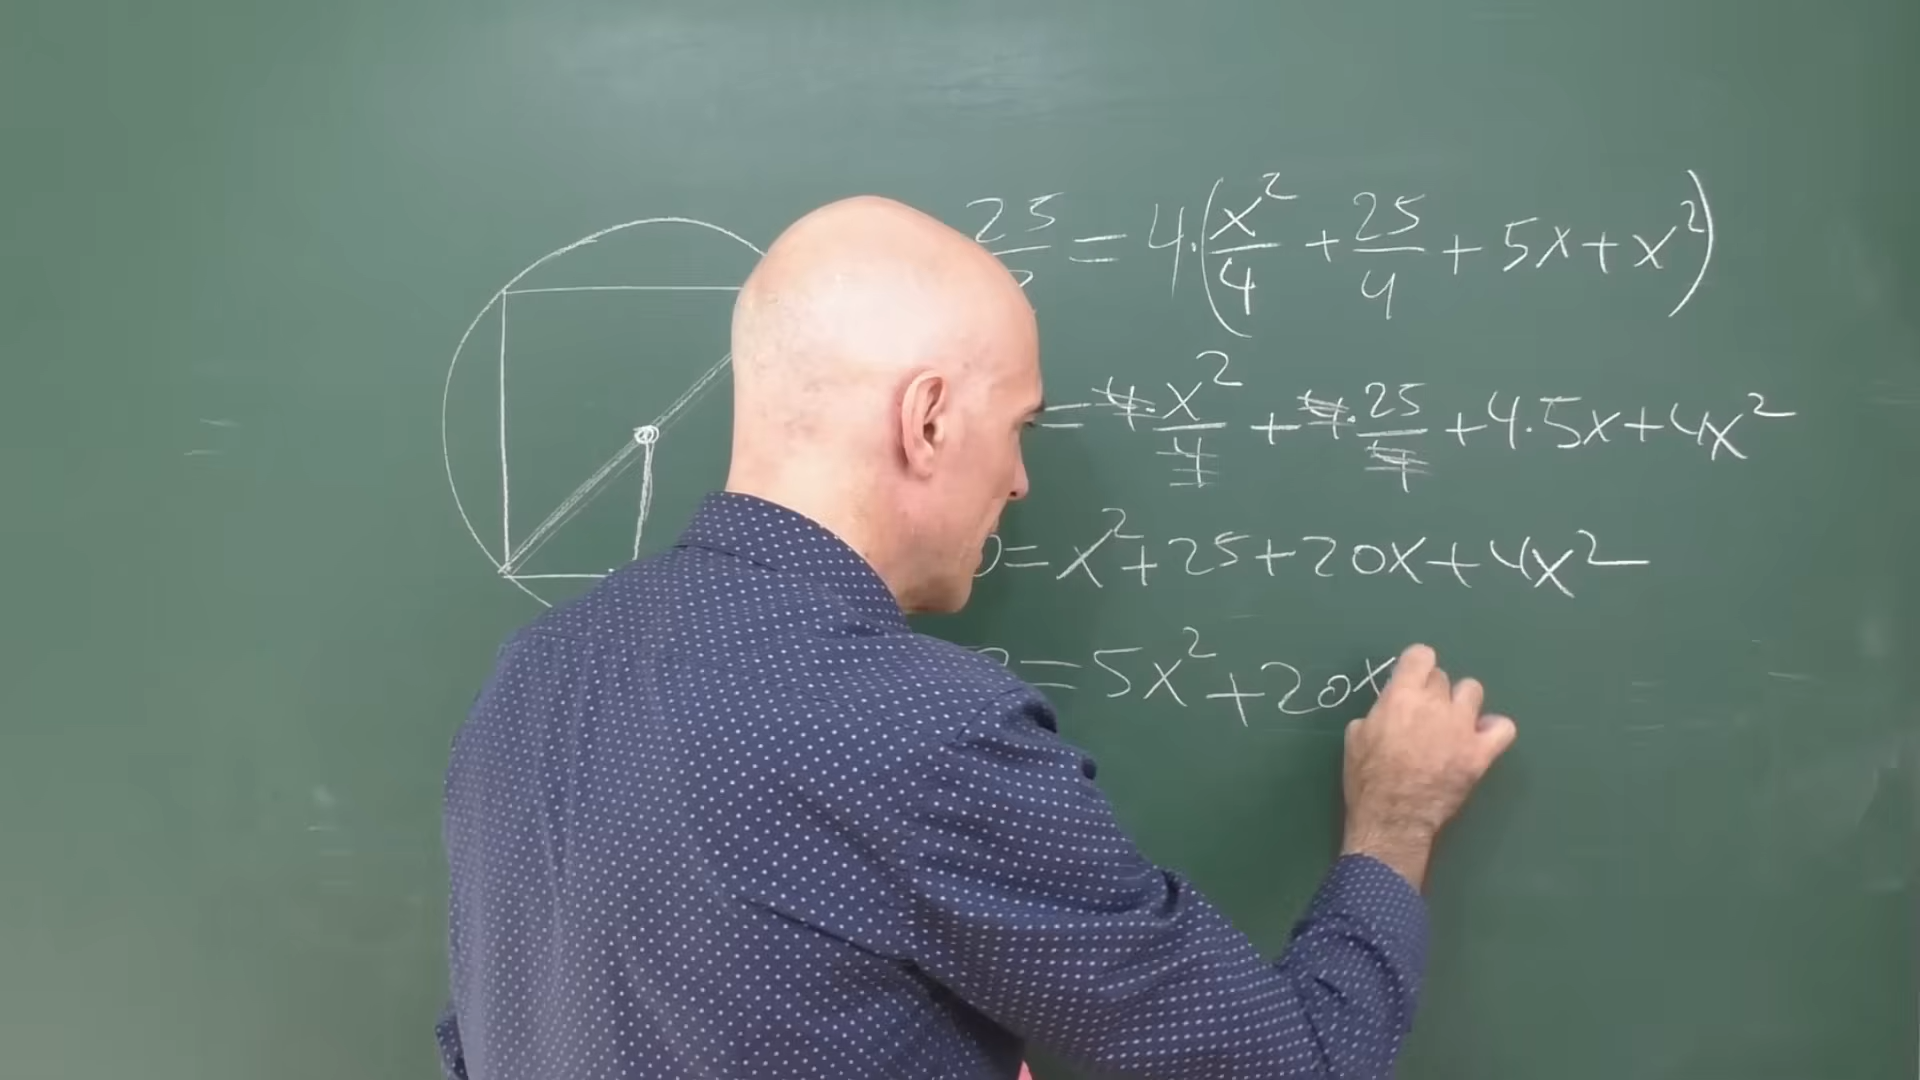 25 = 4·(x²/4 + 25/4 + 5x + x²)
= 4·x²/4 + 4·25/4 + 4·5x + 4x²
0 = x² + 25 + 20x + 4x²
= 5x² + 20x